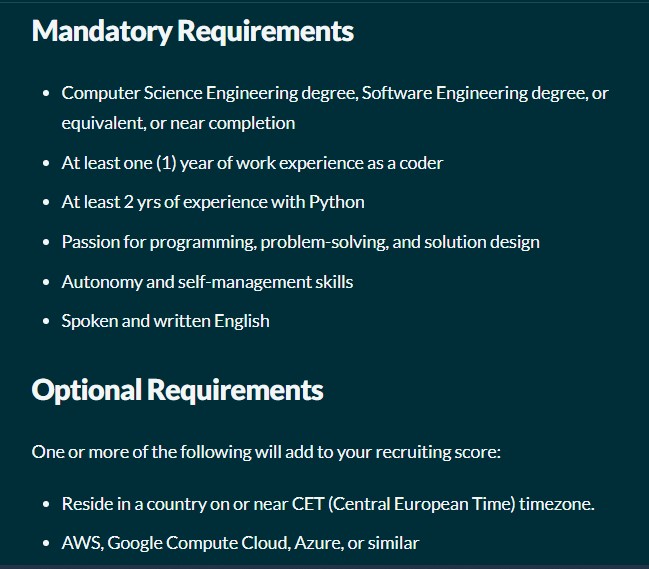 Mandatory Requirements
• Computer Science Engineering degree, Software Engineering degree, or
equivalent, or near completion
• At least one (1) year of work experience as a coder
• At least 2 yrs of experience with Python
• Passion for programming, problem-solving, and solution design
• Autonomy and self-management skills
• Spoken and written English
Optional Requirements
One or more of the following will add to your recruiting score:
• Reside in a country on or near CET (Central European Time) timezone.
• AWS, Google Compute Cloud, Azure, or similar